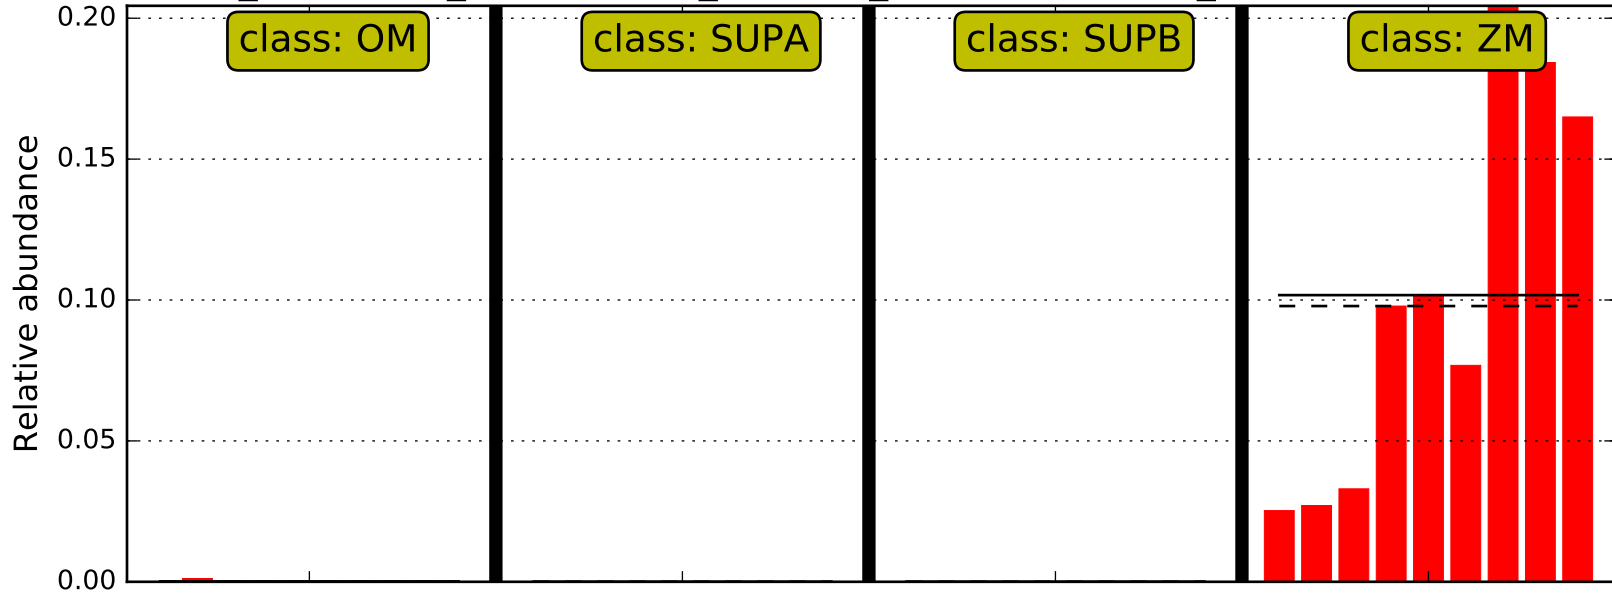 class: OM
class: SUPA
class: SUPB
class: ZM
Relative abundance
0.20
0.15
0.10
0.05
0.00